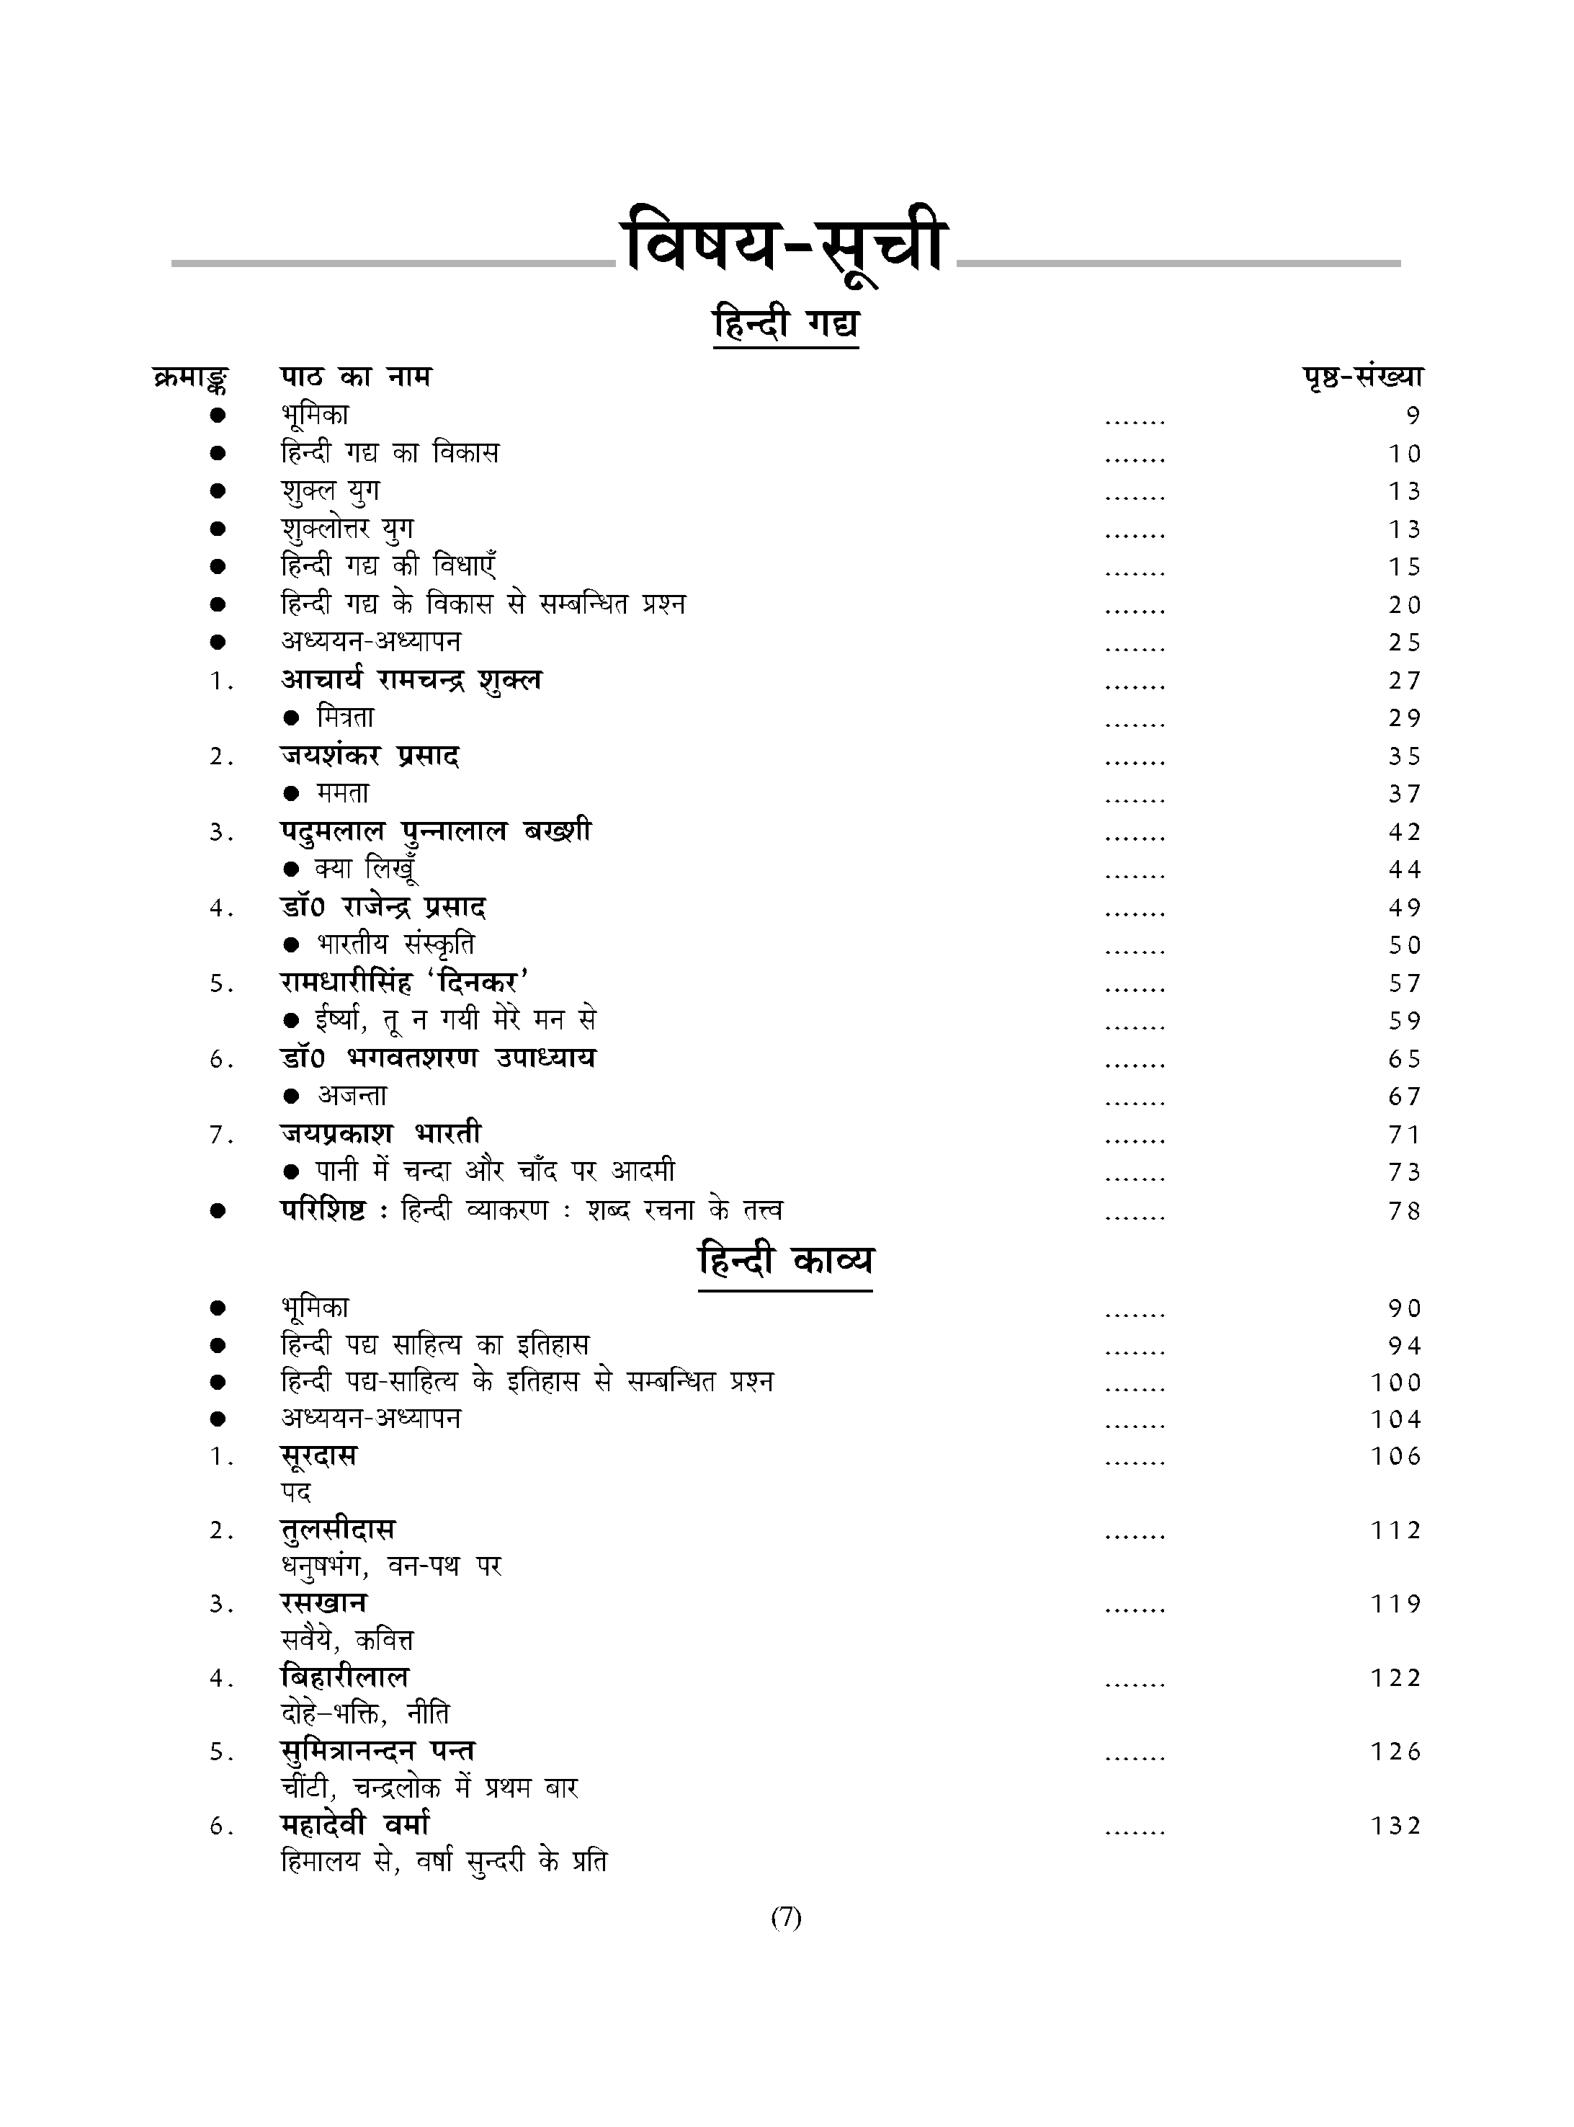 विषय-सूची
हिन्दी गद्य
क्रमाङ्क पाठ का नाम पृष्ठ-संख्या
● भूमिका ....... 9
● हिन्दी गद्य का विकास ....... 10
● शुक्ल युग ....... 13
● शुक्लोत्तर युग ....... 13
● हिन्दी गद्य की विधाएँ ....... 15
● हिन्दी गद्य के विकास से सम्बन्धित प्रश्न ....... 20
● अध्ययन-अध्यापन ....... 25
1. आचार्य रामचन्द्र शुक्ल ....... 27
● मित्रता ....... 29
2. जयशंकर प्रसाद ....... 35
● ममता ....... 37
3. पदुमलाल पुन्नालाल बख्शी ....... 42
● क्या लिखूँ ....... 44
4. डॉ0 राजेन्द्र प्रसाद ....... 49
● भारतीय संस्कृति ....... 50
5. रामधारीसिंह ‘दिनकर’ ....... 57
● ईर्ष्या, तू न गयी मेरे मन से ....... 59
6. डॉ0 भगवतशरण उपाध्याय ....... 65
● अजन्ता ....... 67
7. जयप्रकाश भारती ....... 71
● पानी में चन्दा और चाँद पर आदमी ....... 73
● परिशिष्ट : हिन्दी व्याकरण : शब्द रचना के तत्त्व ....... 78
हिन्दी काव्य
● भूमिका ....... 90
● हिन्दी पद्य साहित्य का इतिहास ....... 94
● हिन्दी पद्य-साहित्य के इतिहास से सम्बन्धित प्रश्न ....... 100
● अध्ययन-अध्यापन ....... 104
1. सूरदास ....... 106
पद
2. तुलसीदास ....... 112
धनुषभंग, वन-पथ पर
3. रसखान ....... 119
सवैये, कवित्त
4. बिहारीलाल ....... 122
दोहे–भक्ति, नीति
5. सुमित्रानन्दन पन्त ....... 126
चींटी, चन्द्रलोक में प्रथम बार
6. महादेवी वर्मा ....... 132
हिमालय से, वर्षा सुन्दरी के प्रति
(7)